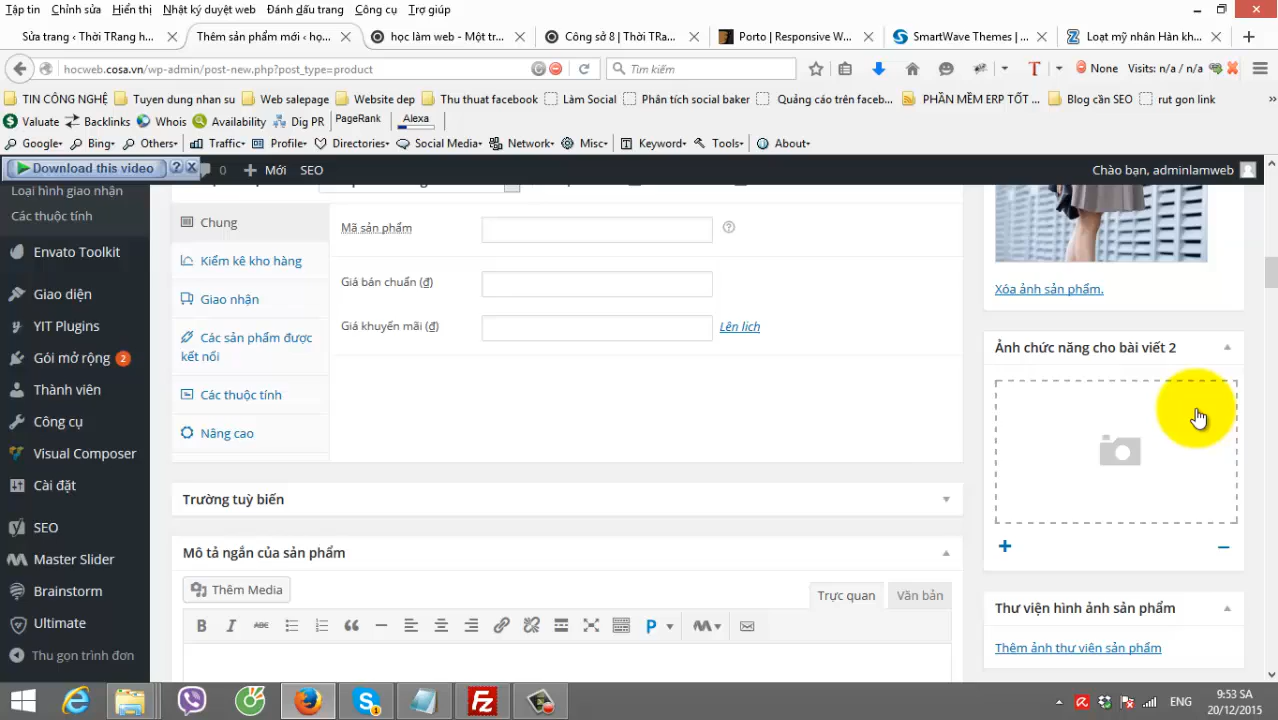 Tập tin Chỉnh sửa Hiển thị Nhật ký duyệt web Đánh dấu trang Công cụ Trợ giúp
Sửa trang ‹ Thời TRang h... Thêm sản phẩm mới ‹ họ... học làm web - Một tr... Công sở 8 | Thời TRa... Porto | Responsive W... SmartWave Themes | ... Loạt mỹ nhân Hàn kh...
hocweb.cosa.vn/wp-admin/post-new.php?post_type=product Tìm kiếm None Visits: n/a / n/a
TIN CÔNG NGHỆ Tuyen dung nhan su Web salepage Website dep Thu thuat facebook Làm Social Phân tích social baker Quảng cáo trên faceb... PHẦN MỀM ERP TỐT ... Blog cần SEO rut gon link
Valuate Backlinks Whois Availability Dig PR PageRank Alexa
Google Bing Others Traffic Profile Directories Social Media Network Misc Keyword Tools About
Download this video ? 0 Mới SEO Chào bạn, adminlamweb
Loại hình giao nhận
Các thuộc tính
Envato Toolkit
Giao diện
YIT Plugins
Gói mở rộng 2
Thành viên
Công cụ
Visual Composer
Cài đặt
SEO
Master Slider
Brainstorm
Ultimate
Thu gọn trình đơn
Chung
Kiểm kê kho hàng
Giao nhận
Các sản phẩm được
kết nối
Các thuộc tính
Nâng cao
Mã sản phẩm
Giá bán chuẩn (₫)
Giá khuyến mãi (₫) Lên lịch
Trường tuỳ biến
Mô tả ngắn của sản phẩm
Thêm Media
Trực quan Văn bản
Xóa ảnh sản phẩm.
Ảnh chức năng cho bài viết 2
Thư viện hình ảnh sản phẩm
Thêm ảnh thư viện sản phẩm
ENG 9:53 SA
20/12/2015